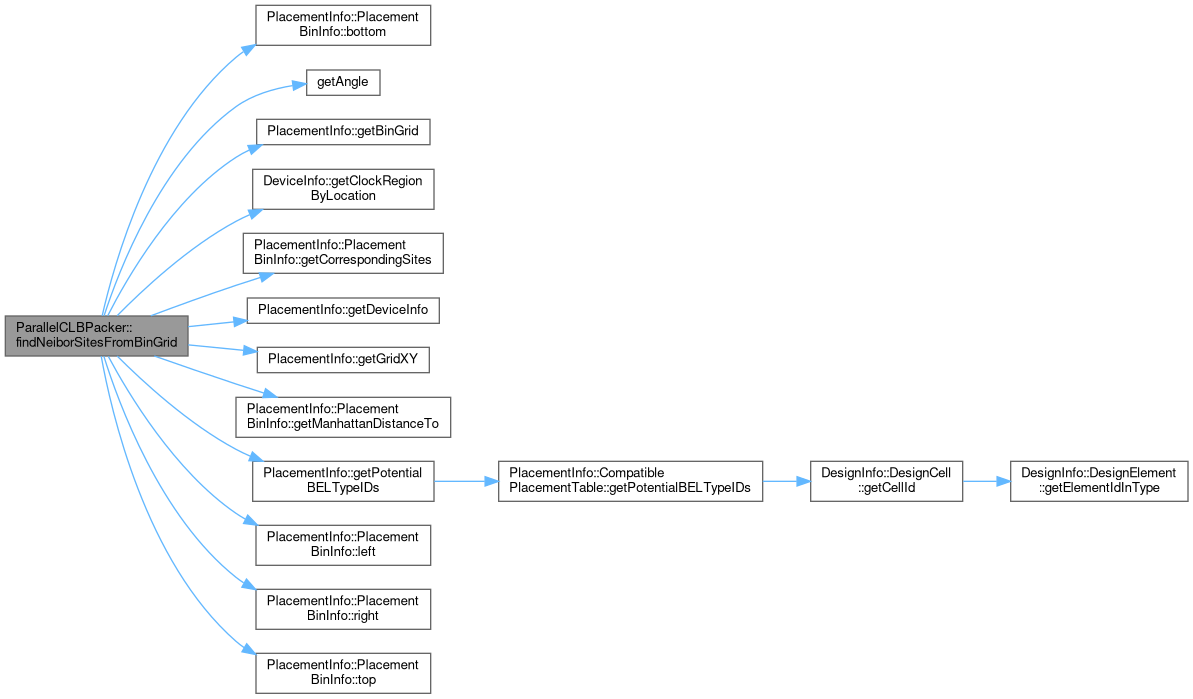 PlacementInfo::Placement
BinInfo::bottom
getAngle
PlacementInfo::getBinGrid
DeviceInfo::getClockRegion
ByLocation
PlacementInfo::Placement
BinInfo::getCorrespondingSites
PlacementInfo::getDeviceInfo
ParallelCLBPacker::
findNeiborSitesFromBinGrid
PlacementInfo::getGridXY
PlacementInfo::Placement
BinInfo::getManhattanDistanceTo
PlacementInfo::getPotential
BELTypeIDs
PlacementInfo::Compatible
PlacementTable::getPotentialBELTypeIDs
DesignInfo::DesignCell
::getCellId
DesignInfo::DesignElement
::getElementIdInType
PlacementInfo::Placement
BinInfo::left
PlacementInfo::Placement
BinInfo::right
PlacementInfo::Placement
BinInfo::top